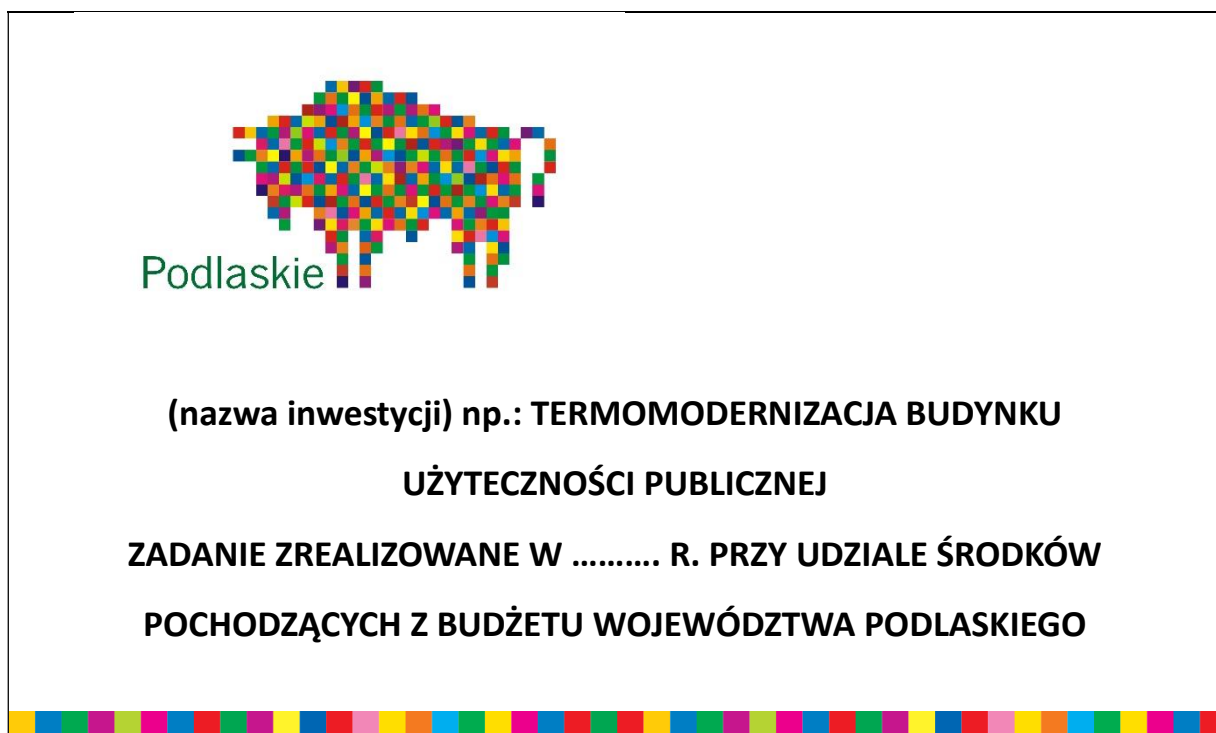 Podlaskie
(nazwa inwestycji) np.: TERMOMODERNIZACJA BUDYNKU
UŻYTECZNOŚCI PUBLICZNEJ
ZADANIE ZREALIZOWANE W .......... R. PRZY UDZIALE ŚRODKÓW
POCHODZĄCYCH Z BUDŻETU WOJEWÓDZTWA PODLASKIEGO